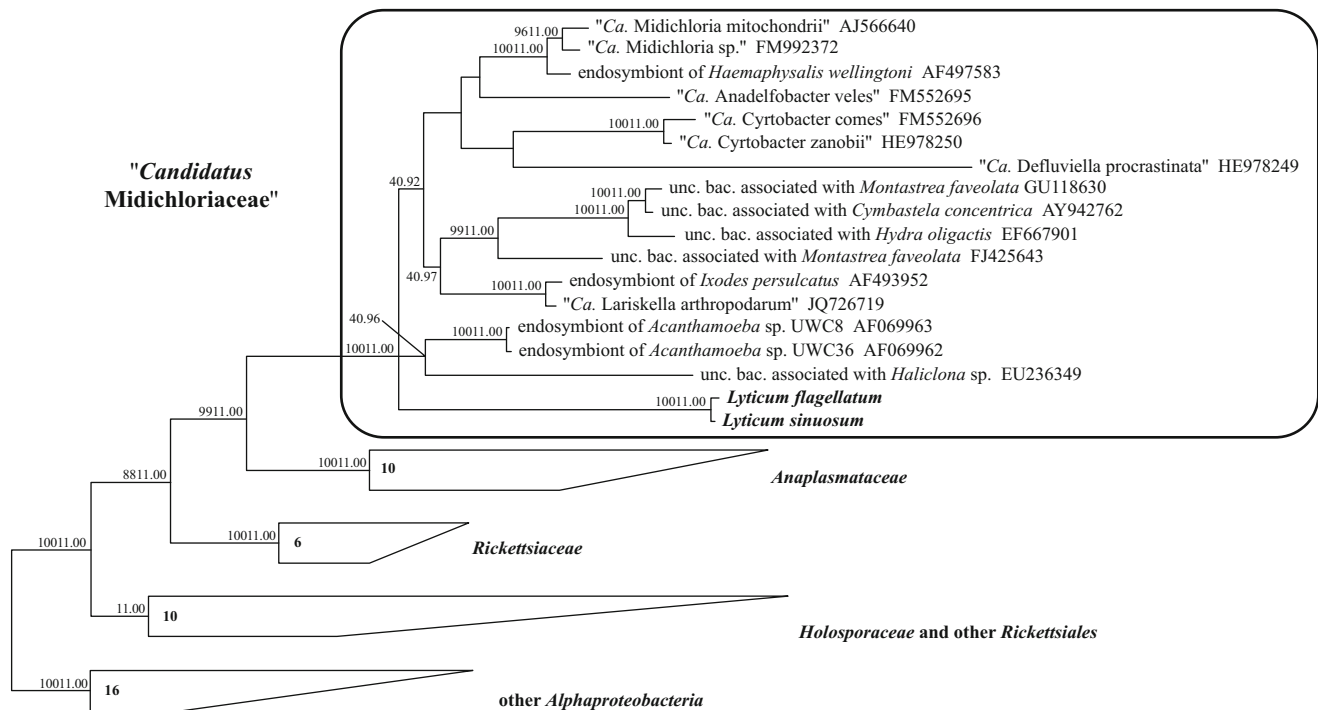 "Ca. Midichloria mitochondrii" AJ566640
9611.00
"Ca. Midichloria sp." FM992372
10011.00
endosymbiont of Haemaphysalis wellingtoni AF497583
"Ca. Anadelfobacter veles" FM552695
"Ca. Cyrtobacter comes" FM552696
10011.00
"Ca. Cyrtobacter zanobii" HE978250
"Ca. Defluviella procrastinata" HE978249
"Candidatus
Midichloriaceae"
40.92
unc. bac. associated with Montastrea faveolata GU118630
10011.00
unc. bac. associated with Cymbastela concentrica AY942762
10011.00
unc. bac. associated with Hydra oligactis EF667901
9911.00
unc. bac. associated with Montastrea faveolata FJ425643
40.97
endosymbiont of Ixodes persulcatus AF493952
10011.00
"Ca. Lariskella arthropodarum" JQ726719
40.96
endosymbiont of Acanthamoeba sp. UWC8 AF069963
10011.00
endosymbiont of Acanthamoeba sp. UWC36 AF069962
10011.00
unc. bac. associated with Haliclona sp. EU236349
Lyticum flagellatum
10011.00
Lyticum sinuosum
9911.00
10011.00
10
Anaplasmataceae
8811.00
10011.00
6
Rickettsiaceae
10011.00
11.00
10
Holosporaceae and other Rickettsiales
10011.00
16
other Alphaproteobacteria